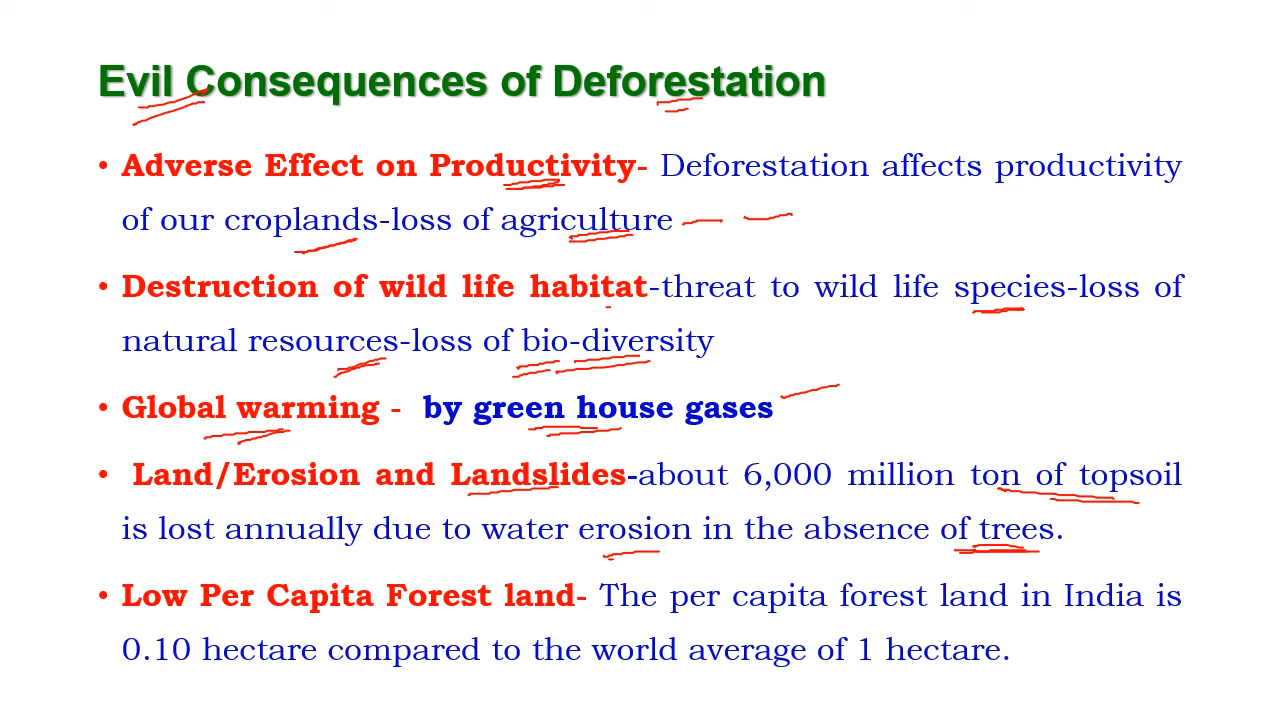 Evil Consequences of Deforestation
• Adverse Effect on Productivity- Deforestation affects productivity
of our croplands-loss of agriculture
• Destruction of wild life habitat-threat to wild life species-loss of
natural resources-loss of bio-diversity
• Global warming - by green house gases
• Land/Erosion and Landslides-about 6,000 million ton of topsoil
is lost annually due to water erosion in the absence of trees.
• Low Per Capita Forest land- The per capita forest land in India is
0.10 hectare compared to the world average of 1 hectare.